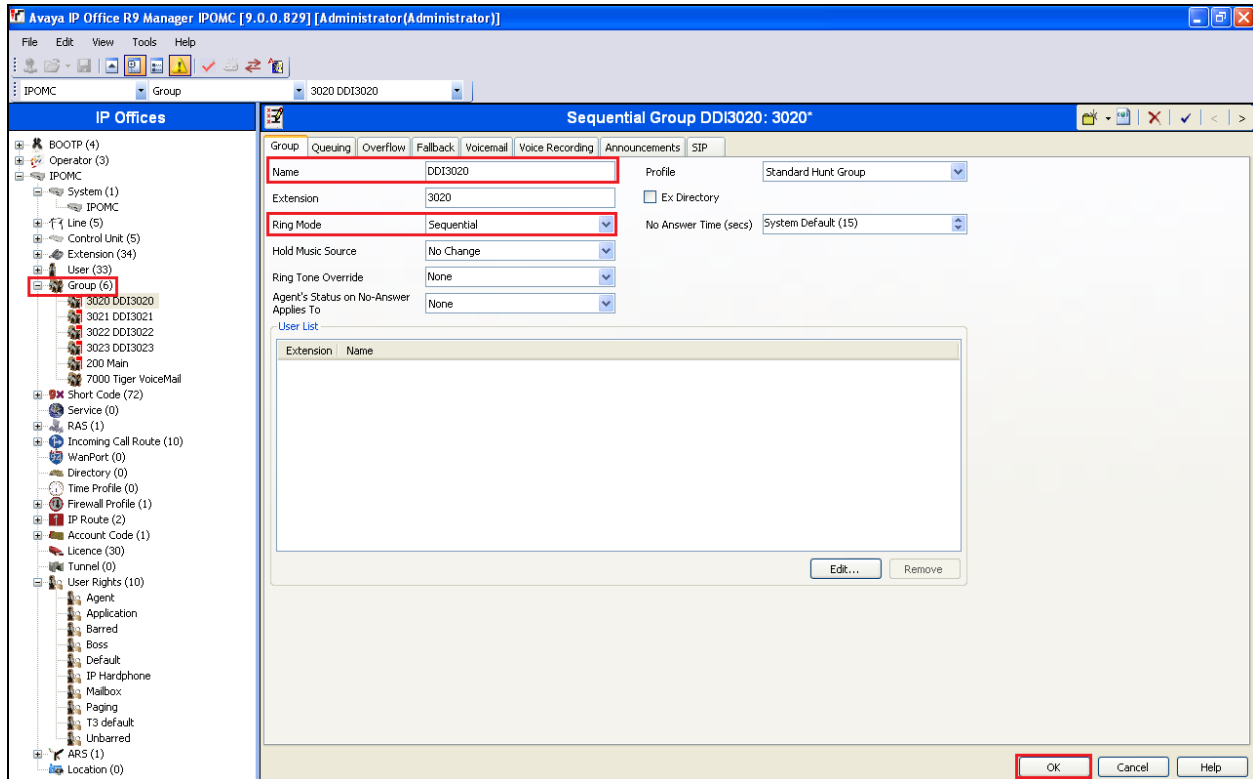 Avaya IP Office R9 Manager IPOMC [9.0.0.829] [Administrator(Administrator)]
File Edit View Tools Help
IPOMC Group 3020 DDI3020
IP Offices
BOOTP (4)
Operator (3)
IPOMC
System (1)
IPOMC
Line (5)
Control Unit (5)
Extension (34)
User (33)
Group (6)
3020 DDI3020
3021 DDI3021
3022 DDI3022
3023 DDI3023
200 Main
7000 Tiger VoiceMail
Short Code (72)
Service (0)
RAS (1)
Incoming Call Route (10)
WanPort (0)
Directory (0)
Time Profile (0)
Firewall Profile (1)
IP Route (2)
Account Code (1)
Licence (30)
Tunnel (0)
User Rights (10)
Agent
Application
Barred
Boss
Default
IP Hardphone
Mailbox
Paging
T3 default
Unbarred
ARS (1)
Location (0)
Sequential Group DDI3020: 3020*
Group Queuing Overflow Fallback Voicemail Voice Recording Announcements SIP
Name DDI3020 Profile Standard Hunt Group
Extension 3020 Ex Directory
Ring Mode Sequential No Answer Time (secs) System Default (15)
Hold Music Source No Change
Ring Tone Override None
Agent's Status on No-Answer
Applies To None
User List
Extension Name
Edit... Remove
OK Cancel Help